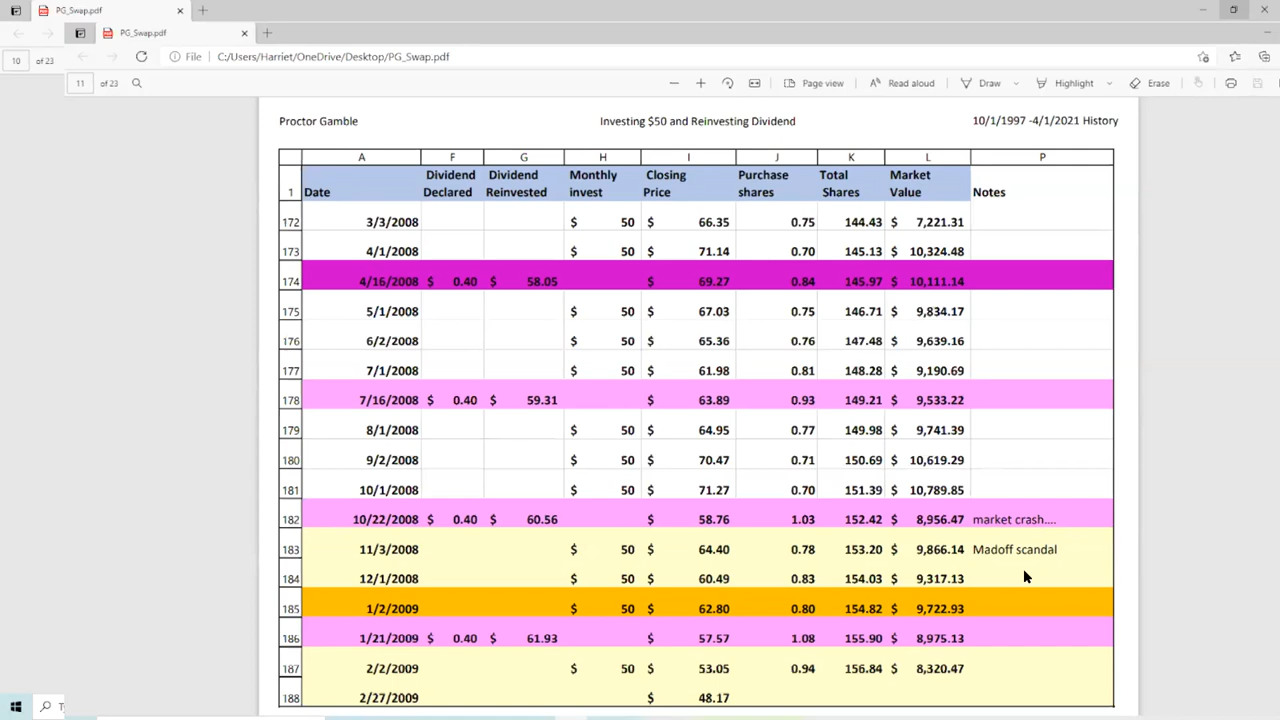 PG_Swap.pdf
PG_Swap.pdf
File C:/Users/Harriet/OneDrive/Desktop/PG_Swap.pdf
10 of 23
11 of 23 Page view Read aloud Draw Highlight Erase
Proctor Gamble Investing $50 and Reinvesting Dividend 10/1/1997 -4/1/2021 History
A F G H I J K L P
Dividend Dividend Monthly Closing Purchase Total Market
1 Date Declared Reinvested invest Price shares Shares Value Notes
172 3/3/2008 $ 50 $ 66.35 0.75 144.43 $ 7,221.31
173 4/1/2008 $ 50 $ 71.14 0.70 145.13 $ 10,324.48
174 4/16/2008 $ 0.40 $ 58.05 $ 69.27 0.84 145.97 $ 10,111.14
175 5/1/2008 $ 50 $ 67.03 0.75 146.71 $ 9,834.17
176 6/2/2008 $ 50 $ 65.36 0.76 147.48 $ 9,639.16
177 7/1/2008 $ 50 $ 61.98 0.81 148.28 $ 9,190.69
178 7/16/2008 $ 0.40 $ 59.31 $ 63.89 0.93 149.21 $ 9,533.22
179 8/1/2008 $ 50 $ 64.95 0.77 149.98 $ 9,741.39
180 9/2/2008 $ 50 $ 70.47 0.71 150.69 $ 10,619.29
181 10/1/2008 $ 50 $ 71.27 0.70 151.39 $ 10,789.85
182 10/22/2008 $ 0.40 $ 60.56 $ 58.76 1.03 152.42 $ 8,956.47 market crash....
183 11/3/2008 $ 50 $ 64.40 0.78 153.20 $ 9,866.14 Madoff scandal
184 12/1/2008 $ 50 $ 60.49 0.83 154.03 $ 9,317.13
185 1/2/2009 $ 50 $ 62.80 0.80 154.82 $ 9,722.93
186 1/21/2009 $ 0.40 $ 61.93 $ 57.57 1.08 155.90 $ 8,975.13
187 2/2/2009 $ 50 $ 53.05 0.94 156.84 $ 8,320.47
188 2/27/2009 $ 48.17